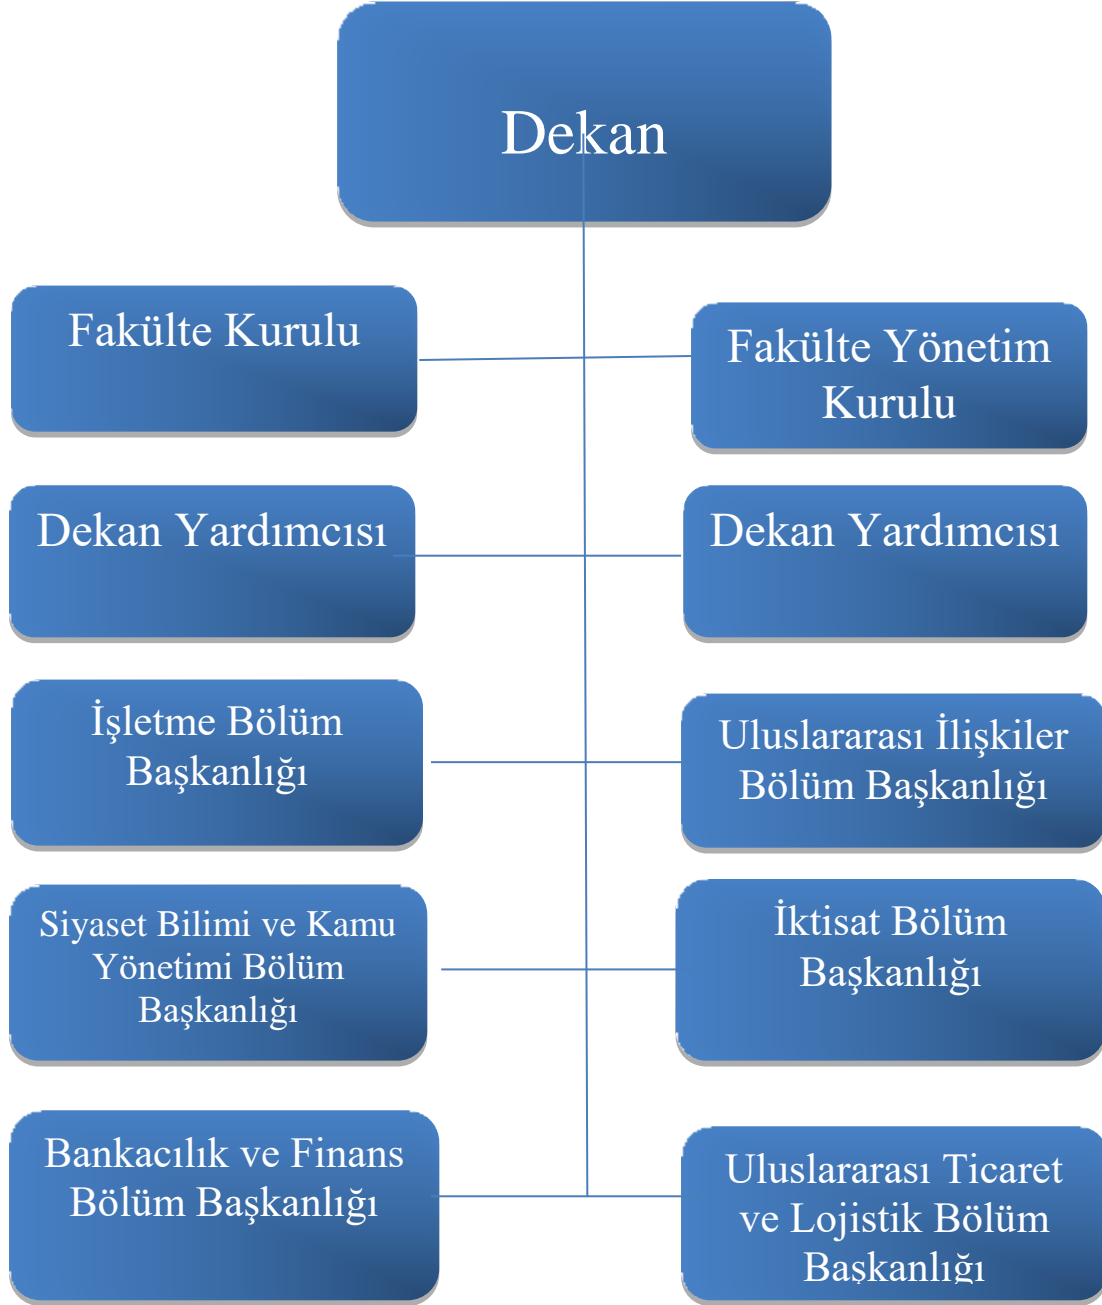 Dekan
Fakülte Kurulu
Fakülte Yönetim
Kurulu
Dekan Yardımcısı
Dekan Yardımcısı
İşletme Bölüm
Başkanlığı
Uluslararası İlişkiler
Bölüm Başkanlığı
Siyaset Bilimi ve Kamu
Yönetimi Bölüm
Başkanlığı
İktisat Bölüm
Başkanlığı
Bankacılık ve Finans
Bölüm Başkanlığı
Uluslararası Ticaret
ve Lojistik Bölüm
Başkanlığı